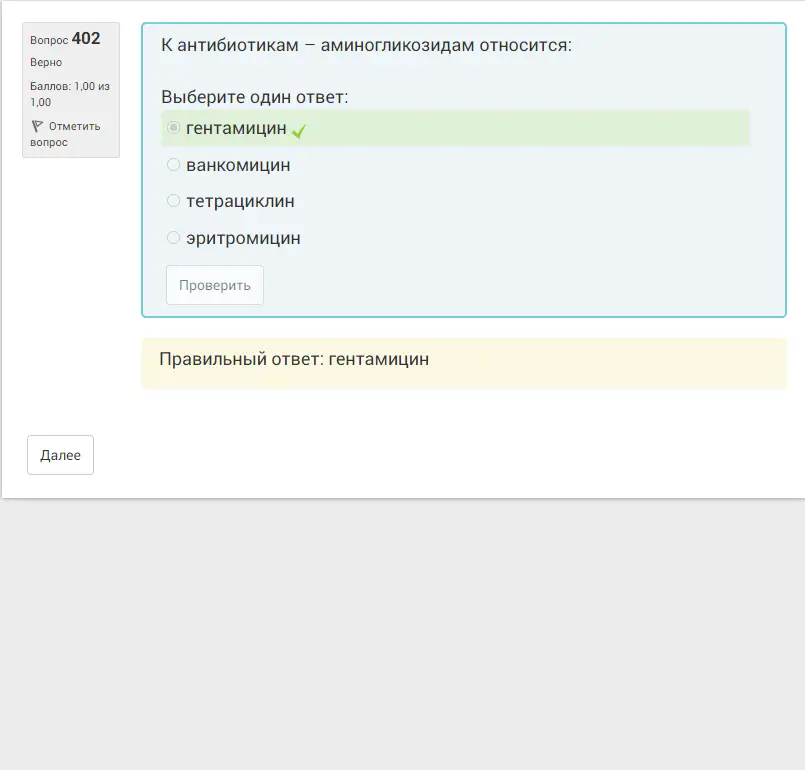 Вопрос 402
Верно
Баллов: 1,00 из
1,00
Отметить
вопрос
К антибиотикам – аминогликозидам относится:
Выберите один ответ:
гентамицин
ванкомицин
тетрациклин
эритромицин
Проверить
Правильный ответ: гентамицин
Далее